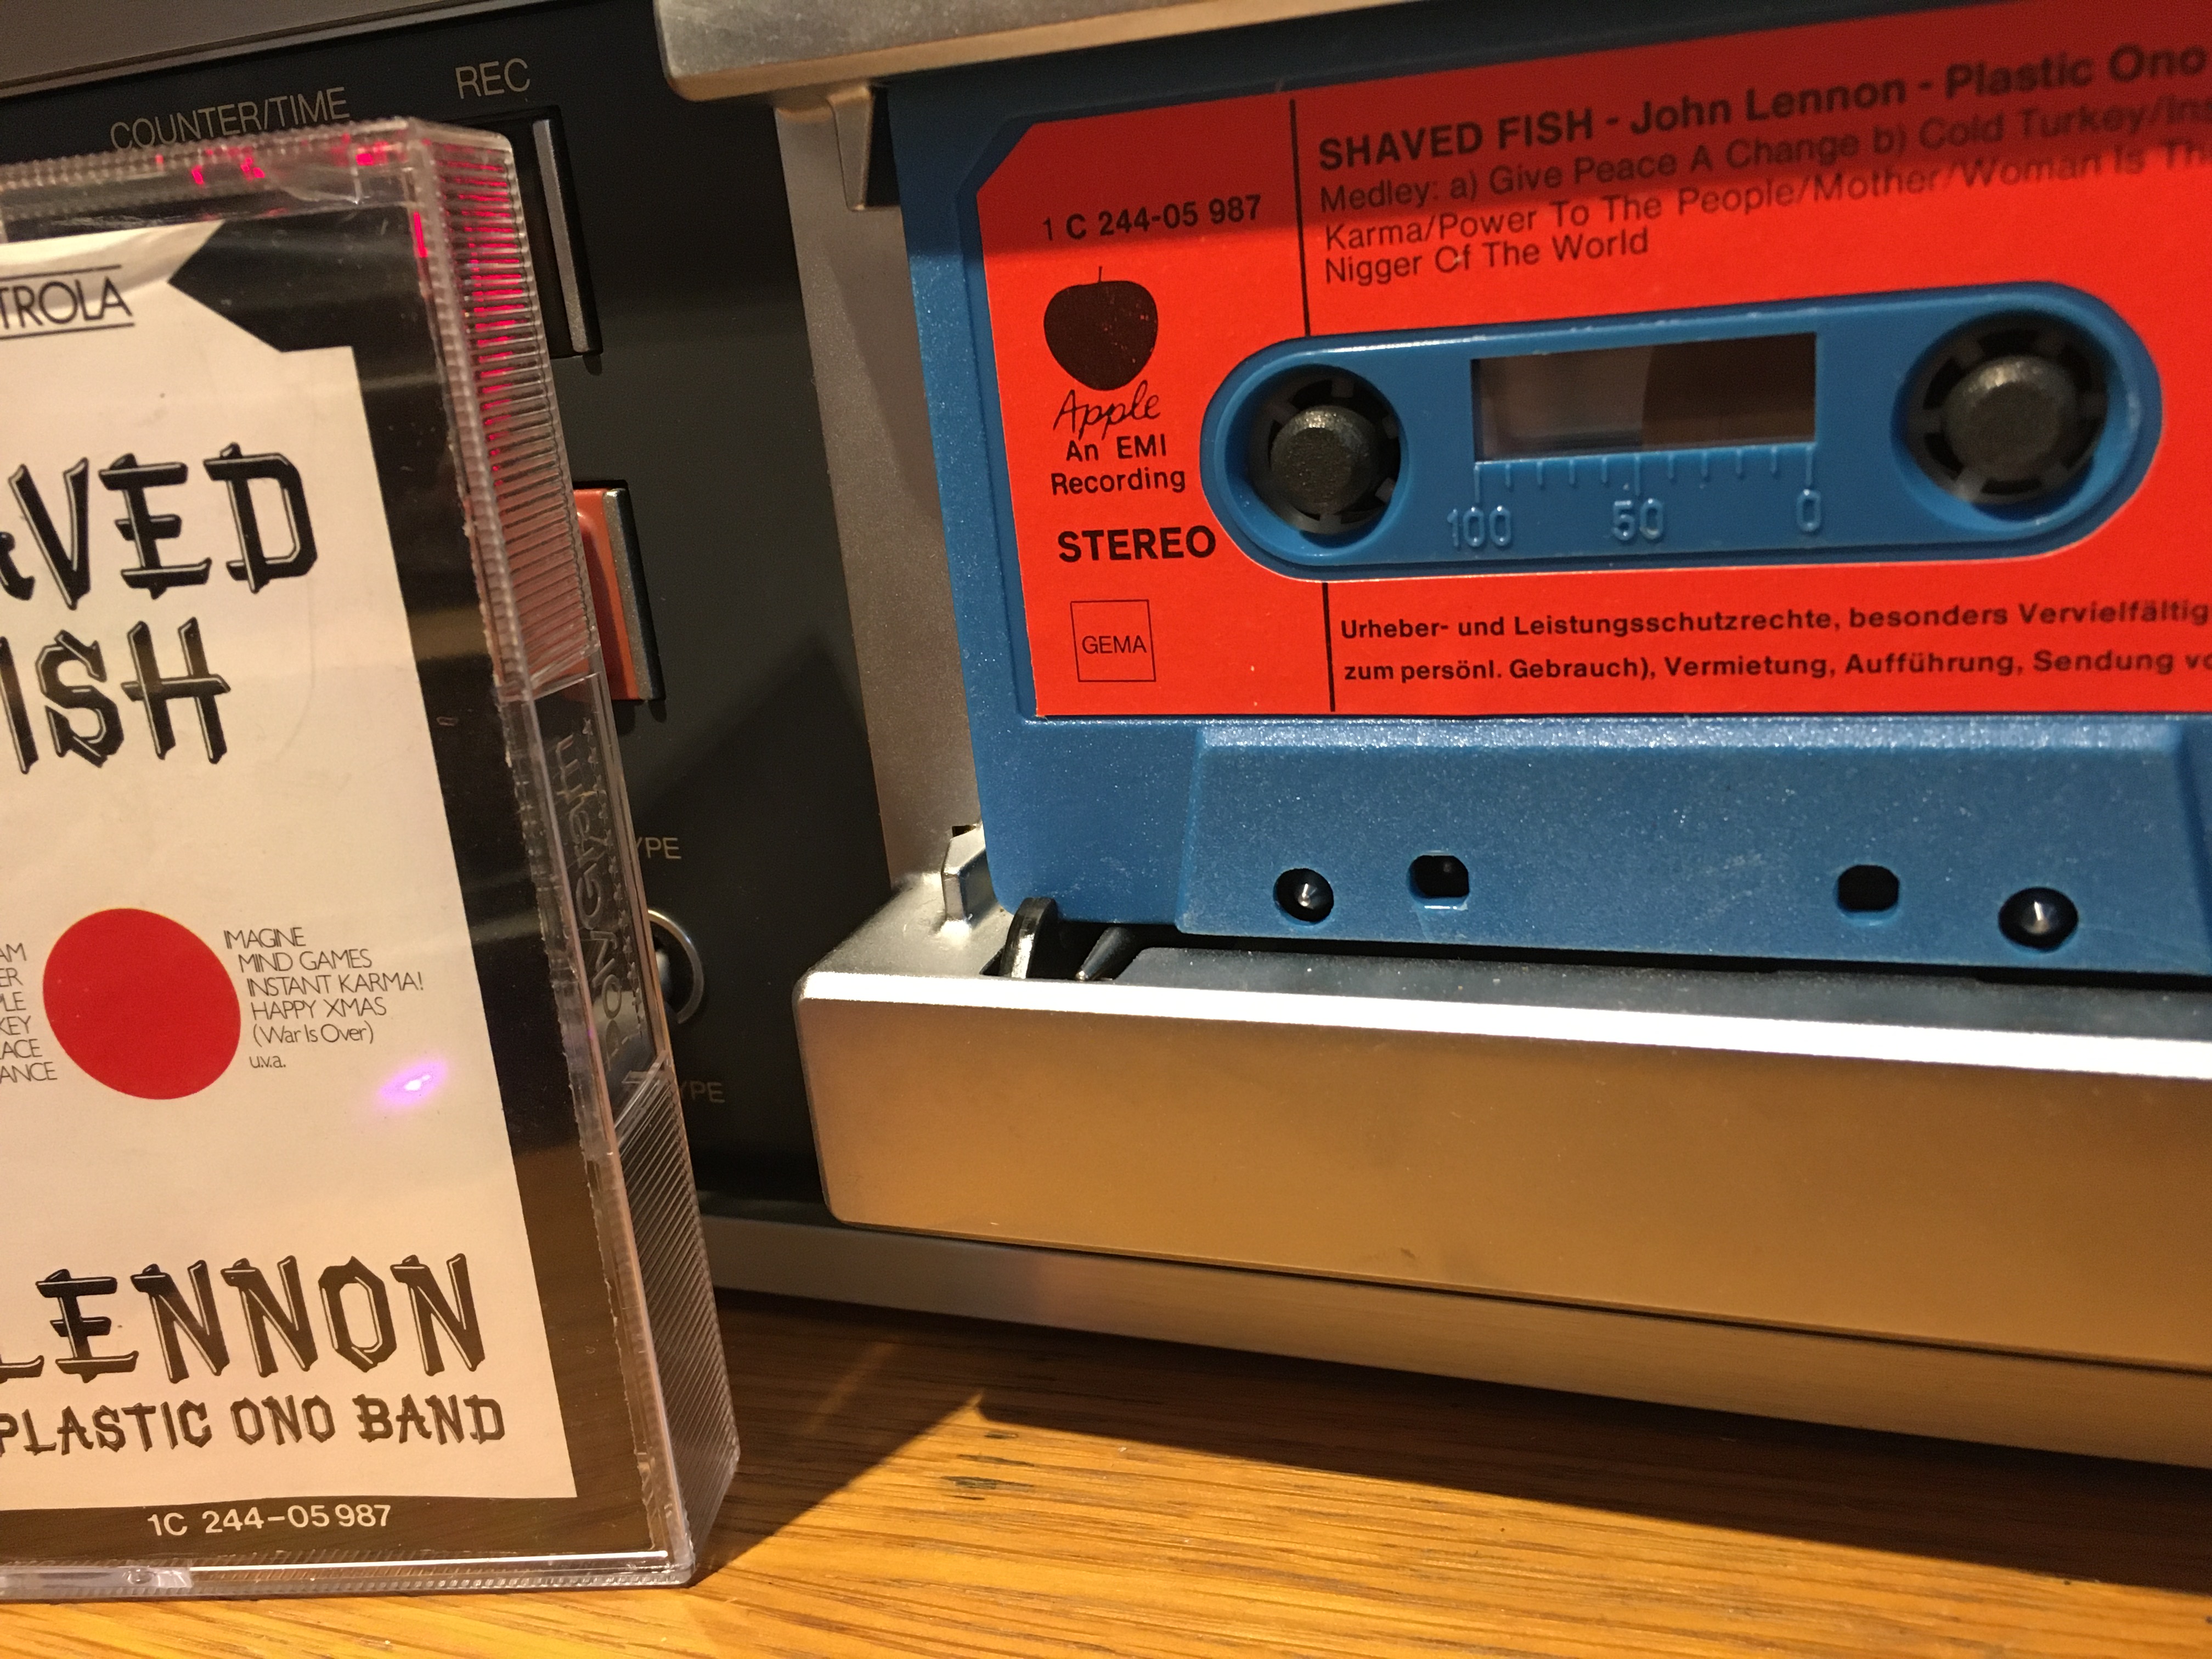 COUNTER/TIME
REC
TROLA
VED
ISH
AM
ER
PLE
KEY
ACE
ANCE
IMAGINE
MIND GAMES
INSTANT KARMA!
HAPPY XMAS
(War Is Over)
u.v.a.
LENNON
PLASTIC ONO BAND
1C 244-05 987
YPE
YPE
SHAVED FISH - John Lennon - Plastic Ono
Medley: a) Give Peace A Change b) Cold Turkey/Ins
Karma/Power To The People/Mother/Woman Is Th
Nigger Of The World
1 C 244-05 987
Apple
An EMI
Recording
STEREO
GEMA
100 50 0
Urheber- und Leistungsschutzrechte, besonders Vervielfältig
zum persönl. Gebrauch), Vermietung, Aufführung, Sendung vo